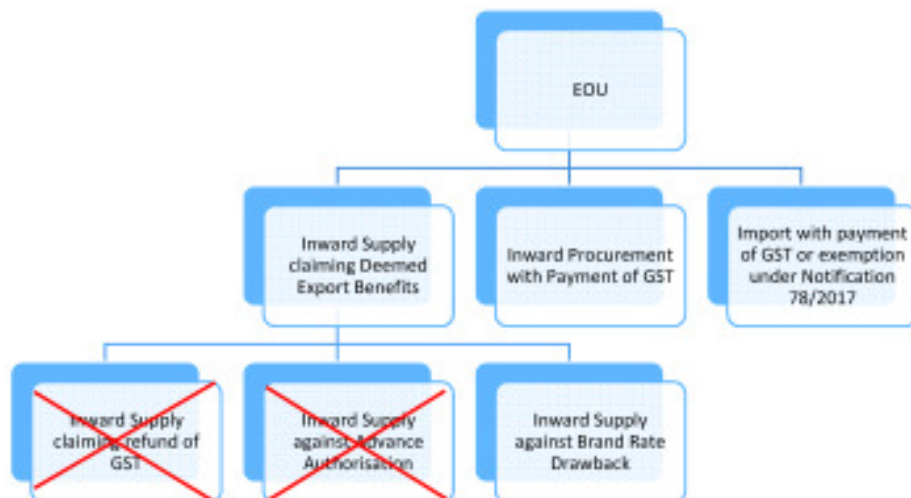 EOU
Inward Supply
claiming Deemed
Export Benefits
Inward Procurement
with Payment of GST
Import with payment
of GST or exemption
under Notification
78/2017
Inward Supply
claiming refund of
GST
Inward Supply
against Advance
Authorisation
Inward Supply
against Brand Rate
Drawback